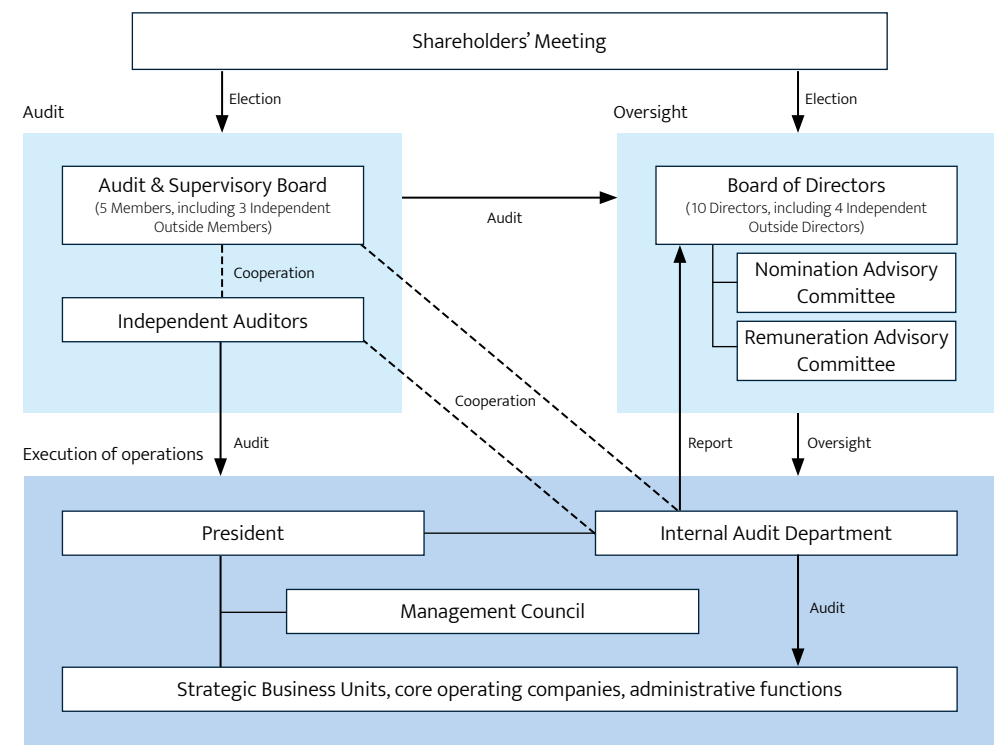 Shareholders’ Meeting
Election
Election
Audit
Oversight
Audit & Supervisory Board
(5 Members, including 3 Independent
Outside Members)
Audit
Board of Directors
(10 Directors, including 4 Independent
Outside Directors)
Cooperation
Nomination Advisory
Committee
Independent Auditors
Remuneration Advisory
Committee
Cooperation
Audit
Report
Oversight
Execution of operations
President
Internal Audit Department
Management Council
Audit
Strategic Business Units, core operating companies, administrative functions